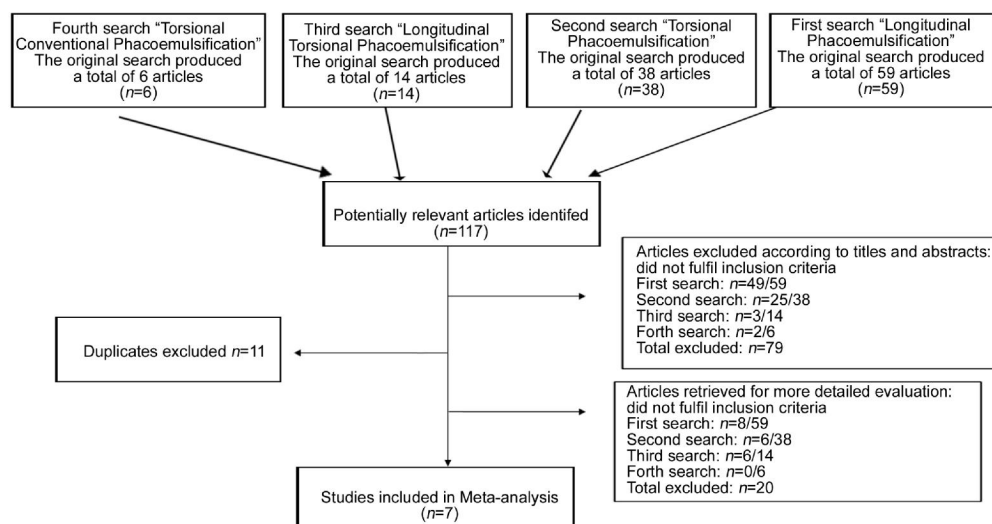 Fourth search “Torsional
Conventional Phacoemulsification”
The original search produced
a total of 6 articles
(n=6)
Third search “Longitudinal
Torsional Phacoemulsification”
The original search produced
a total of 14 articles
(n=14)
Second search “Torsional
Phacoemulsification”
The original search produced
a total of 38 articles
(n=38)
First search “Longitudinal
Phacoemulsification”
The original search produced
a total of 59 articles
(n=59)
Potentially relevant articles identifed
(n=117)
Articles excluded according to titles and abstracts:
did not fulfil inclusion criteria
First search: n=49/59
Second search: n=25/38
Third search: n=3/14
Forth search: n=2/6
Total excluded: n=79
Duplicates excluded n=11
Articles retrieved for more detailed evaluation:
did not fulfil inclusion criteria
First search: n=8/59
Second search: n=6/38
Third search: n=6/14
Forth search: n=0/6
Total excluded: n=20
Studies included in Meta-analysis
(n=7)